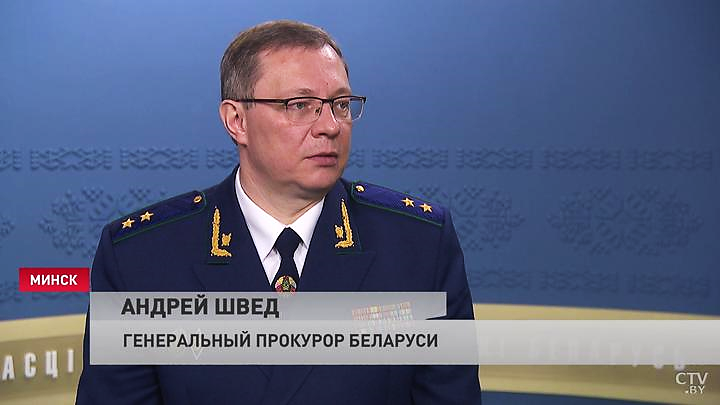 МИНСК
АНДРЕЙ ШВЕД
ГЕНЕРАЛЬНЫЙ ПРОКУРОР БЕЛАРУСИ
CTV
.BY